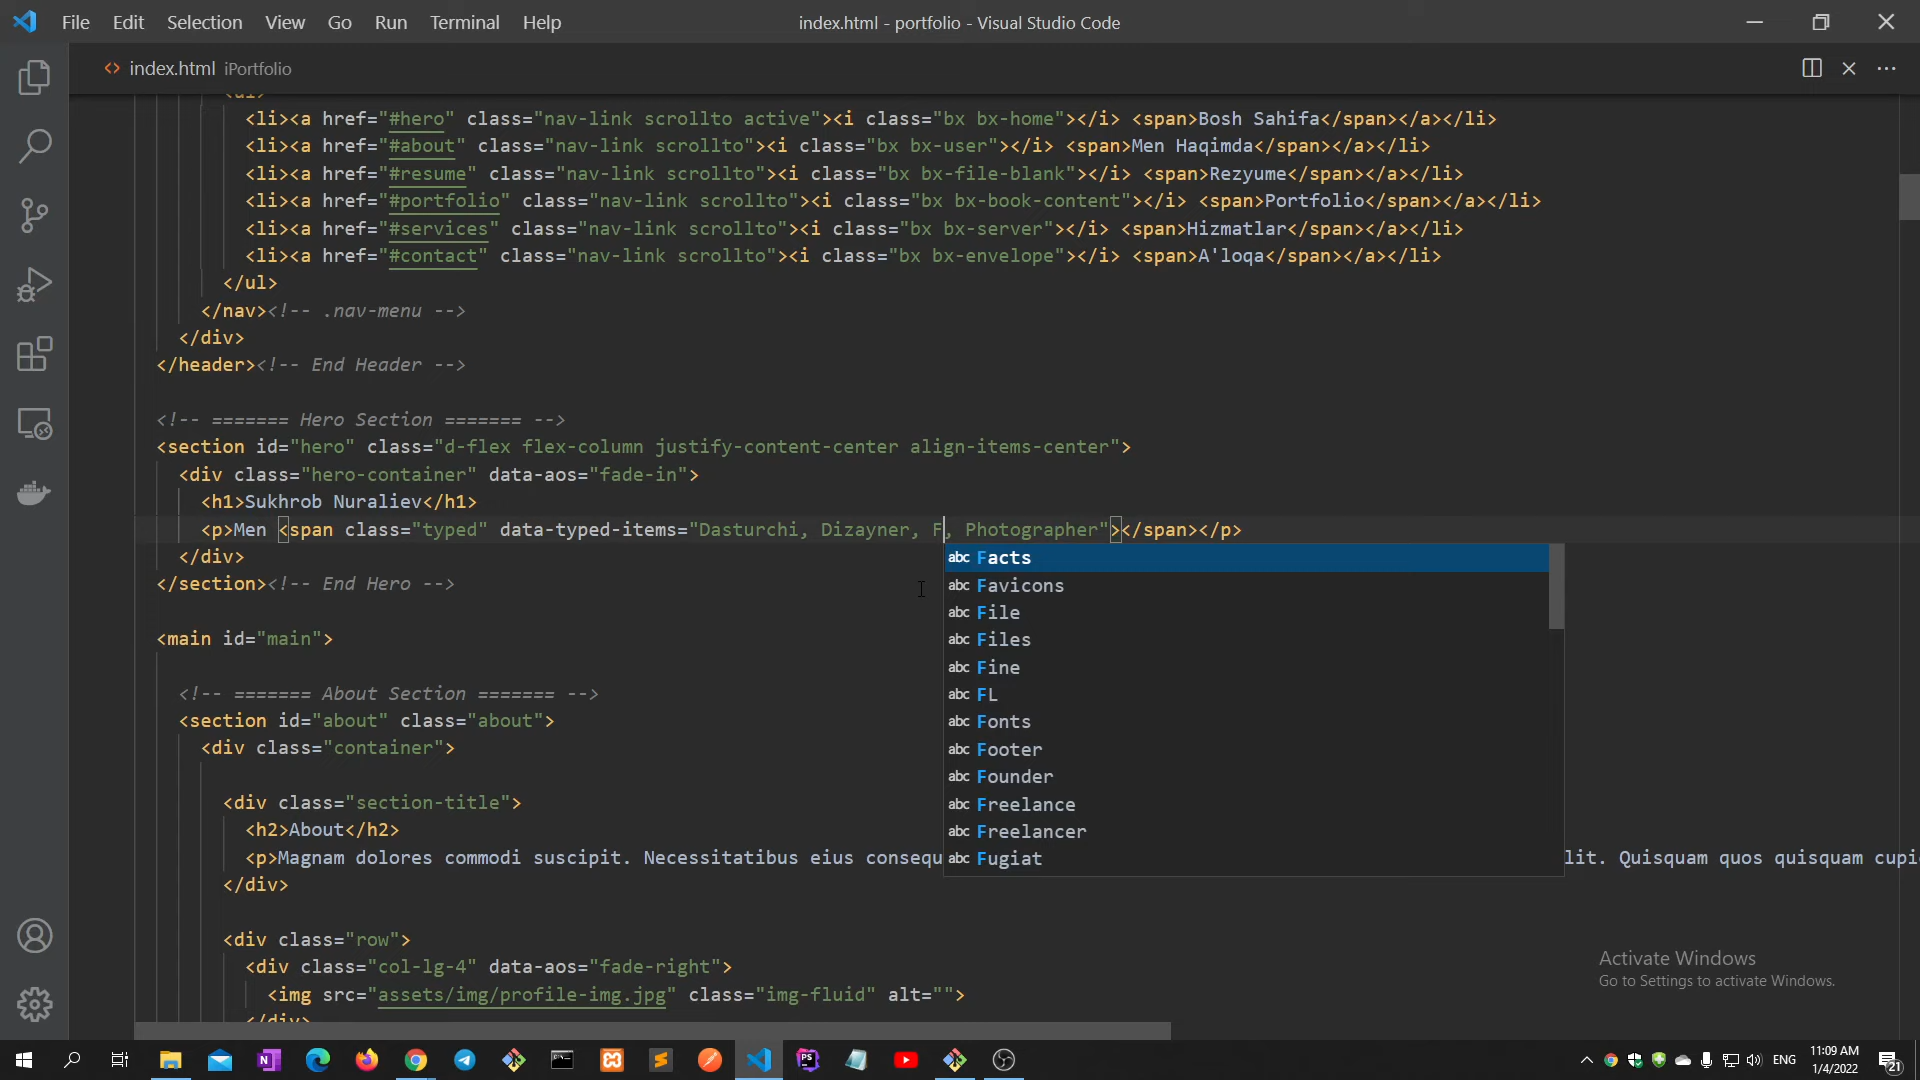 File Edit Selection View Go Run Terminal Help
index.html - portfolio - Visual Studio Code
index.html iPortfolio
<li><a href="#hero" class="nav-link scrollto active"><i class="bx bx-home"></i> <span>Bosh Sahifa</span></a></li>
<li><a href="#about" class="nav-link scrollto"><i class="bx bx-user"></i> <span>Men Haqimda</span></a></li>
<li><a href="#resume" class="nav-link scrollto"><i class="bx bx-file-blank"></i> <span>Rezyume</span></a></li>
<li><a href="#portfolio" class="nav-link scrollto"><i class="bx bx-book-content"></i> <span>Portfolio</span></a></li>
<li><a href="#services" class="nav-link scrollto"><i class="bx bx-server"></i> <span>Hizmatlar</span></a></li>
<li><a href="#contact" class="nav-link scrollto"><i class="bx bx-envelope"></i> <span>A'loqa</span></a></li>
</ul>
</nav><!-- .nav-menu -->
</div>
</header><!-- End Header -->
<!-- ======= Hero Section ======= -->
<section id="hero" class="d-flex flex-column justify-content-center align-items-center">
<div class="hero-container" data-aos="fade-in">
<h1>Sukhrob Nuraliev</h1>
<p>Men <span class="typed" data-typed-items="Dasturchi, Dizayner, F, Photographer"></span></p>
</div>
</section><!-- End Hero -->
<main id="main">
<!-- ======= About Section ======= -->
<section id="about" class="about">
<div class="container">
<div class="section-title">
<h2>About</h2>
<p>Magnam dolores commodi suscipit. Necessitatibus eius consequ
lit. Quisquam quos quisquam cupi
</div>
<div class="row">
<div class="col-lg-4" data-aos="fade-right">
<img src="assets/img/profile-img.jpg" class="img-fluid" alt="">
</div>
abc Facts
abc Favicons
abc File
abc Files
abc Fine
abc FL
abc Fonts
abc Footer
abc Founder
abc Freelance
abc Freelancer
abc Fugiat
Activate Windows
Go to Settings to activate Windows.
ENG
11:09 AM
1/4/2022
21